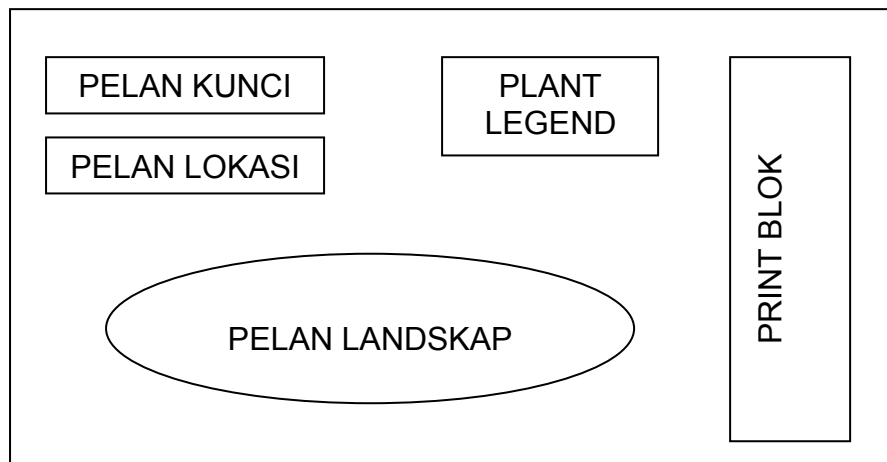 PELAN KUNCI
PELAN LOKASI
PLANT
LEGEND
PELAN LANDSKAP
PRINT BLOK